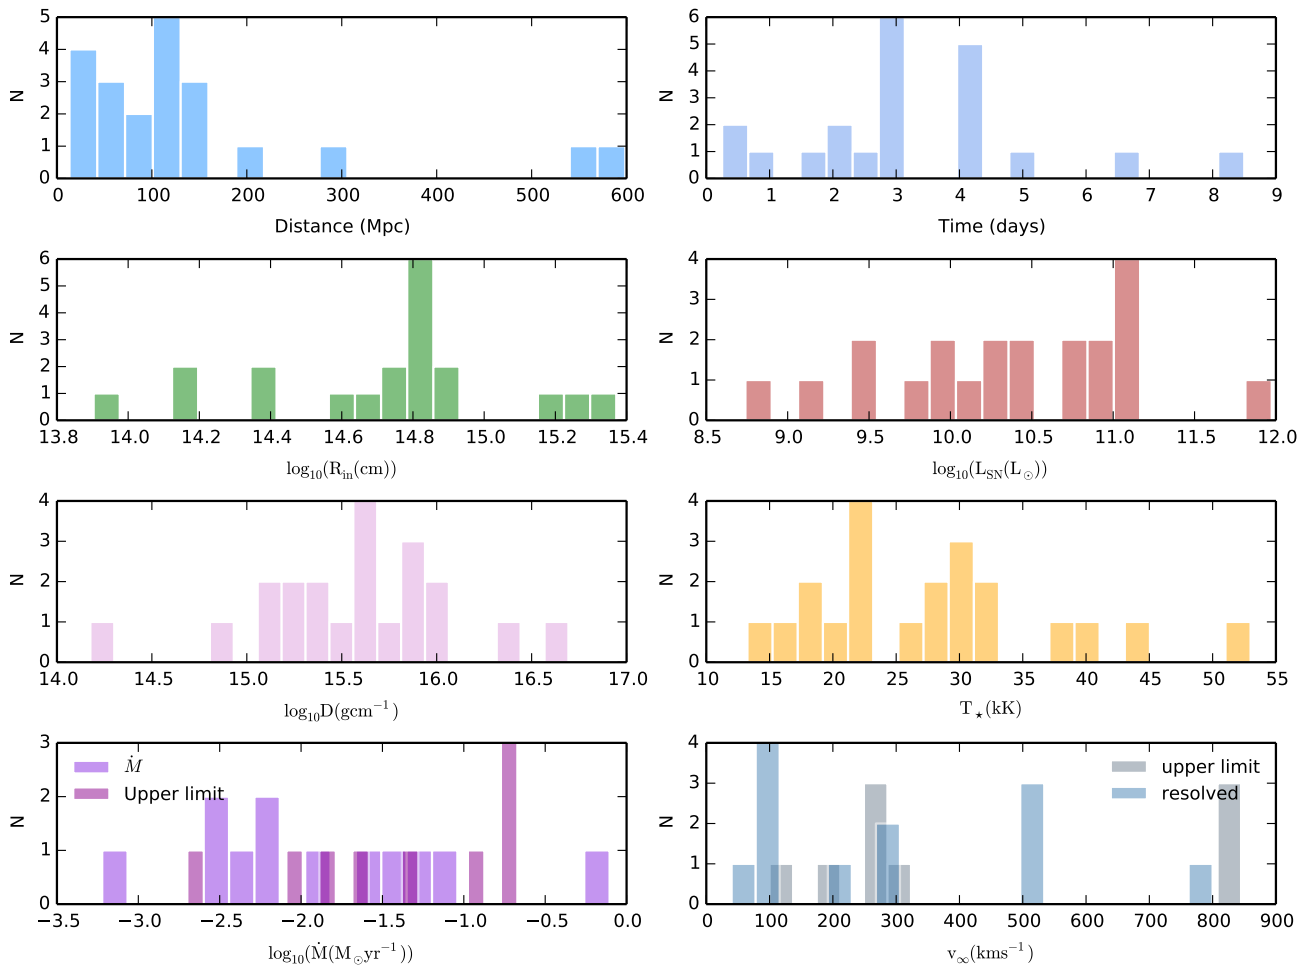 5
4
3
2
1
0
N
0 100 200 300 400 500 600
Distance (Mpc)
6
5
4
3
2
1
0
N
0 1 2 3 4 5 6 7 8 9
Time (days)
6
5
4
3
2
1
0
N
13.8 14.0 14.2 14.4 14.6 14.8 15.0 15.2 15.4
log₁₀(R_in(cm))
4
3
2
1
0
N
8.5 9.0 9.5 10.0 10.5 11.0 11.5 12.0
log₁₀(L_SN(L_⊙))
4
3
2
1
0
N
14.0 14.5 15.0 15.5 16.0 16.5 17.0
log₁₀D(gcm⁻¹)
4
3
2
1
0
N
10 15 20 25 30 35 40 45 50 55
T_⋆(kK)
3
2
1
0
N
Ṁ
Upper limit
−3.5 −3.0 −2.5 −2.0 −1.5 −1.0 −0.5 0.0
log₁₀(Ṁ(M_⊙yr⁻¹))
4
3
2
1
0
N
upper limit
resolved
0 100 200 300 400 500 600 700 800 900
v_∞(kms⁻¹)